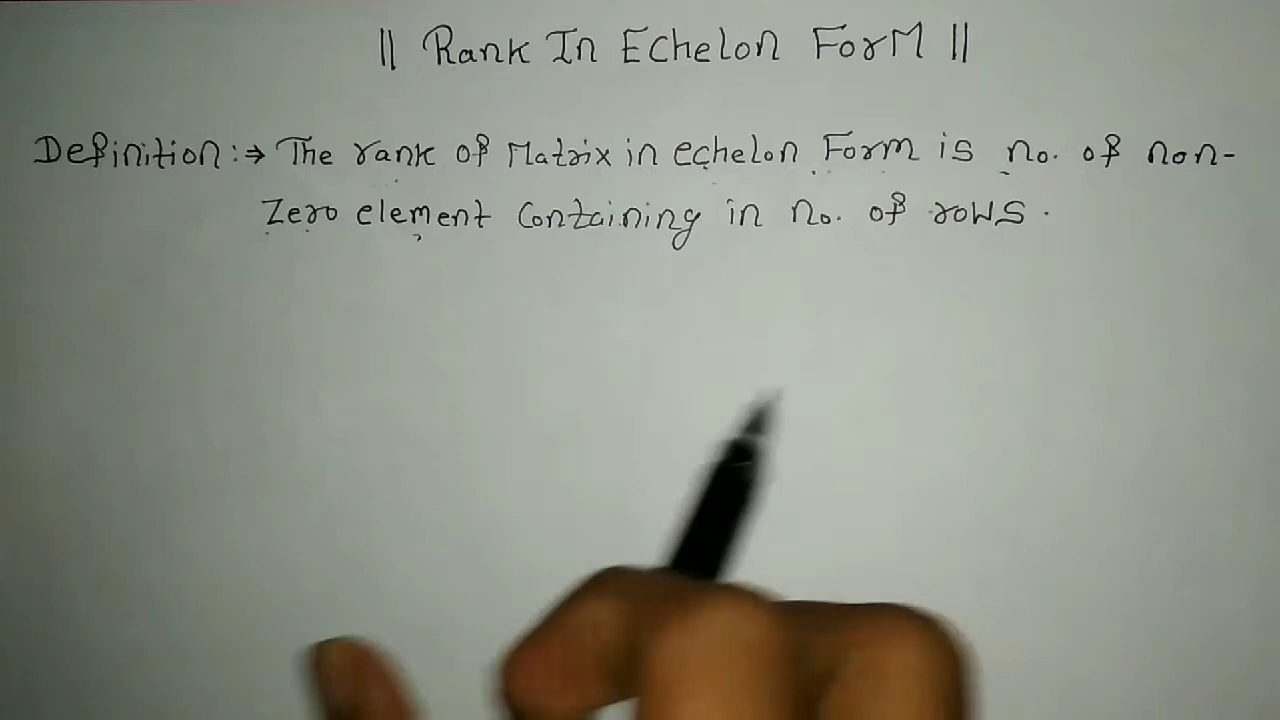 || Rank In Echelon Form ||
Definition:→ The rank of Matrix in echelon Form is no. of non-
Zero element Containing in no. of rows.